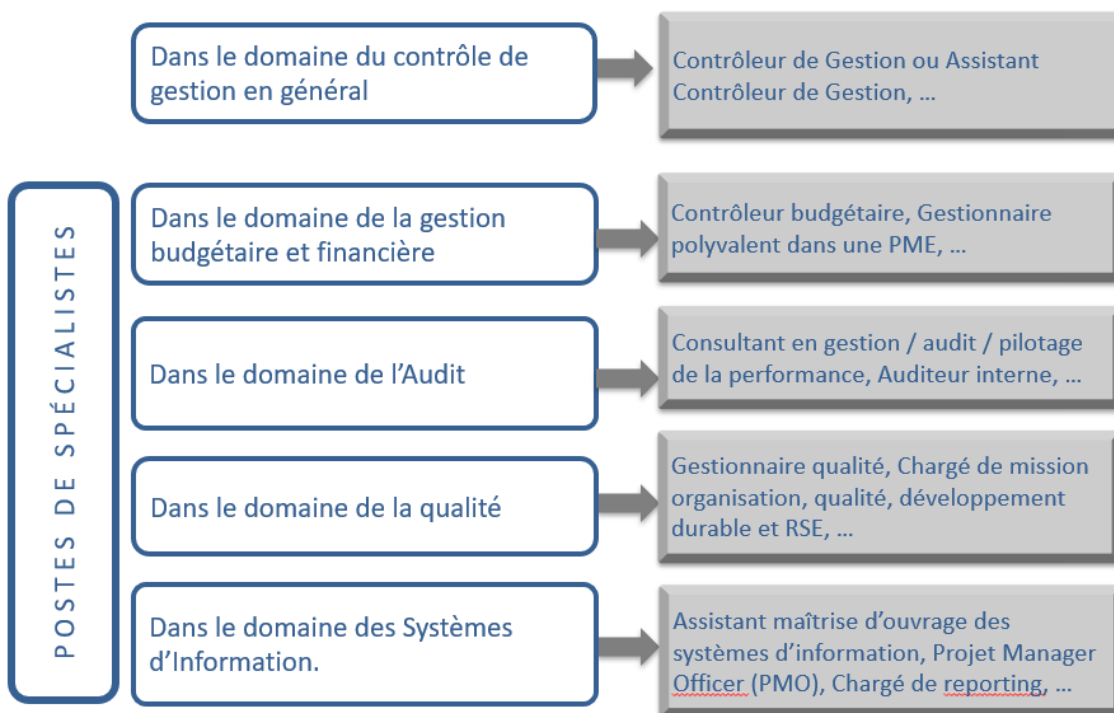 Dans le domaine du contrôle de
gestion en général
Contrôleur de Gestion ou Assistant
Contrôleur de Gestion, ...
POSTES DE SPÉCIALISTES
Dans le domaine de la gestion
budgétaire et financière
Contrôleur budgétaire, Gestionnaire
polyvalent dans une PME, ...
Dans le domaine de l’Audit
Consultant en gestion / audit / pilotage
de la performance, Auditeur interne, ...
Dans le domaine de la qualité
Gestionnaire qualité, Chargé de mission
organisation, qualité, développement
durable et RSE, ...
Dans le domaine des Systèmes
d’Information.
Assistant maîtrise d’ouvrage des
systèmes d’information, Projet Manager
Officer (PMO), Chargé de reporting, ...